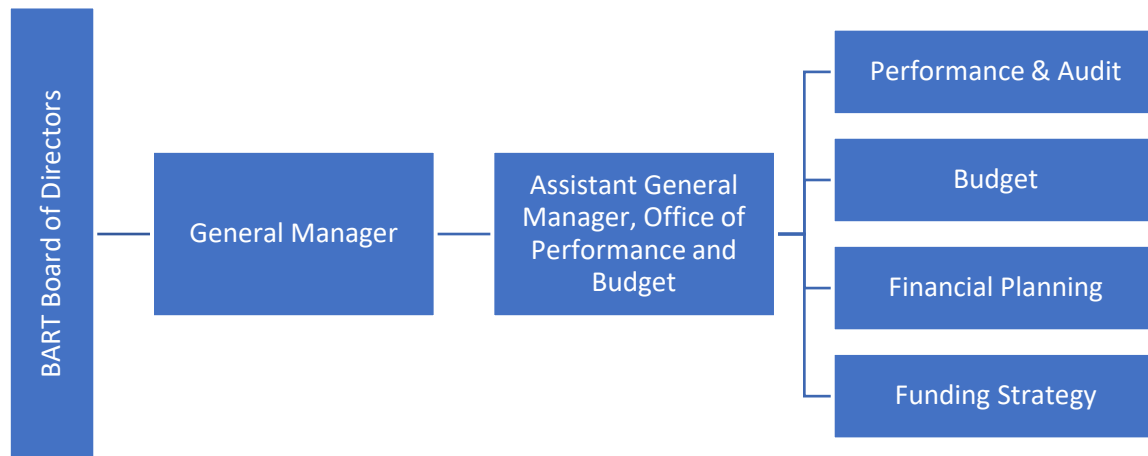 BART Board of Directors
General Manager
Assistant General
Manager, Office of
Performance and
Budget
Performance & Audit
Budget
Financial Planning
Funding Strategy